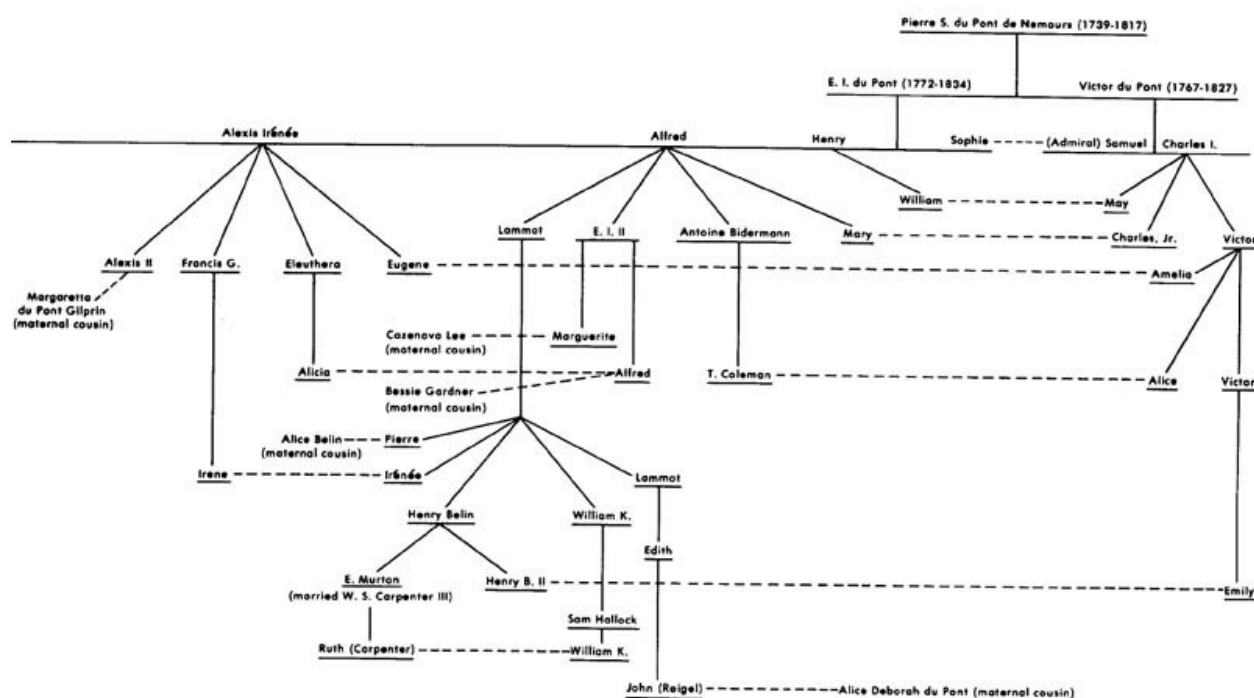 Pierre S. du Pont de Nemours (1739-1817)
E. I. du Pont (1772-1834)
Victor du Pont (1767-1827)
Alexis Irénée
Alfred
Henry
Sophie
(Admiral) Samuel
Charles I.
William
May
Lammot
E. I. II
Antoine Bidermann
Mary
Charles, Jr.
Victor
Alexis II
Francis G.
Eleuthera
Eugene
Amelia
Margaretta
du Pont Gilprin
(maternal cousin)
Cazenova Lee
(maternal cousin)
Marguerite
Alicia
Alfred
T. Coleman
Alice
Victor
Bessie Gardner
(maternal cousin)
Alice Belin
(maternal cousin)
Pierre
Irene
Irénée
Lammot
Henry Belin
William K.
Edith
E. Murton
(married W. S. Carpenter III)
Henry B. II
Emily
Sam Hallock
Ruth (Carpenter)
William K.
John (Reigel)
Alice Deborah du Pont (maternal cousin)